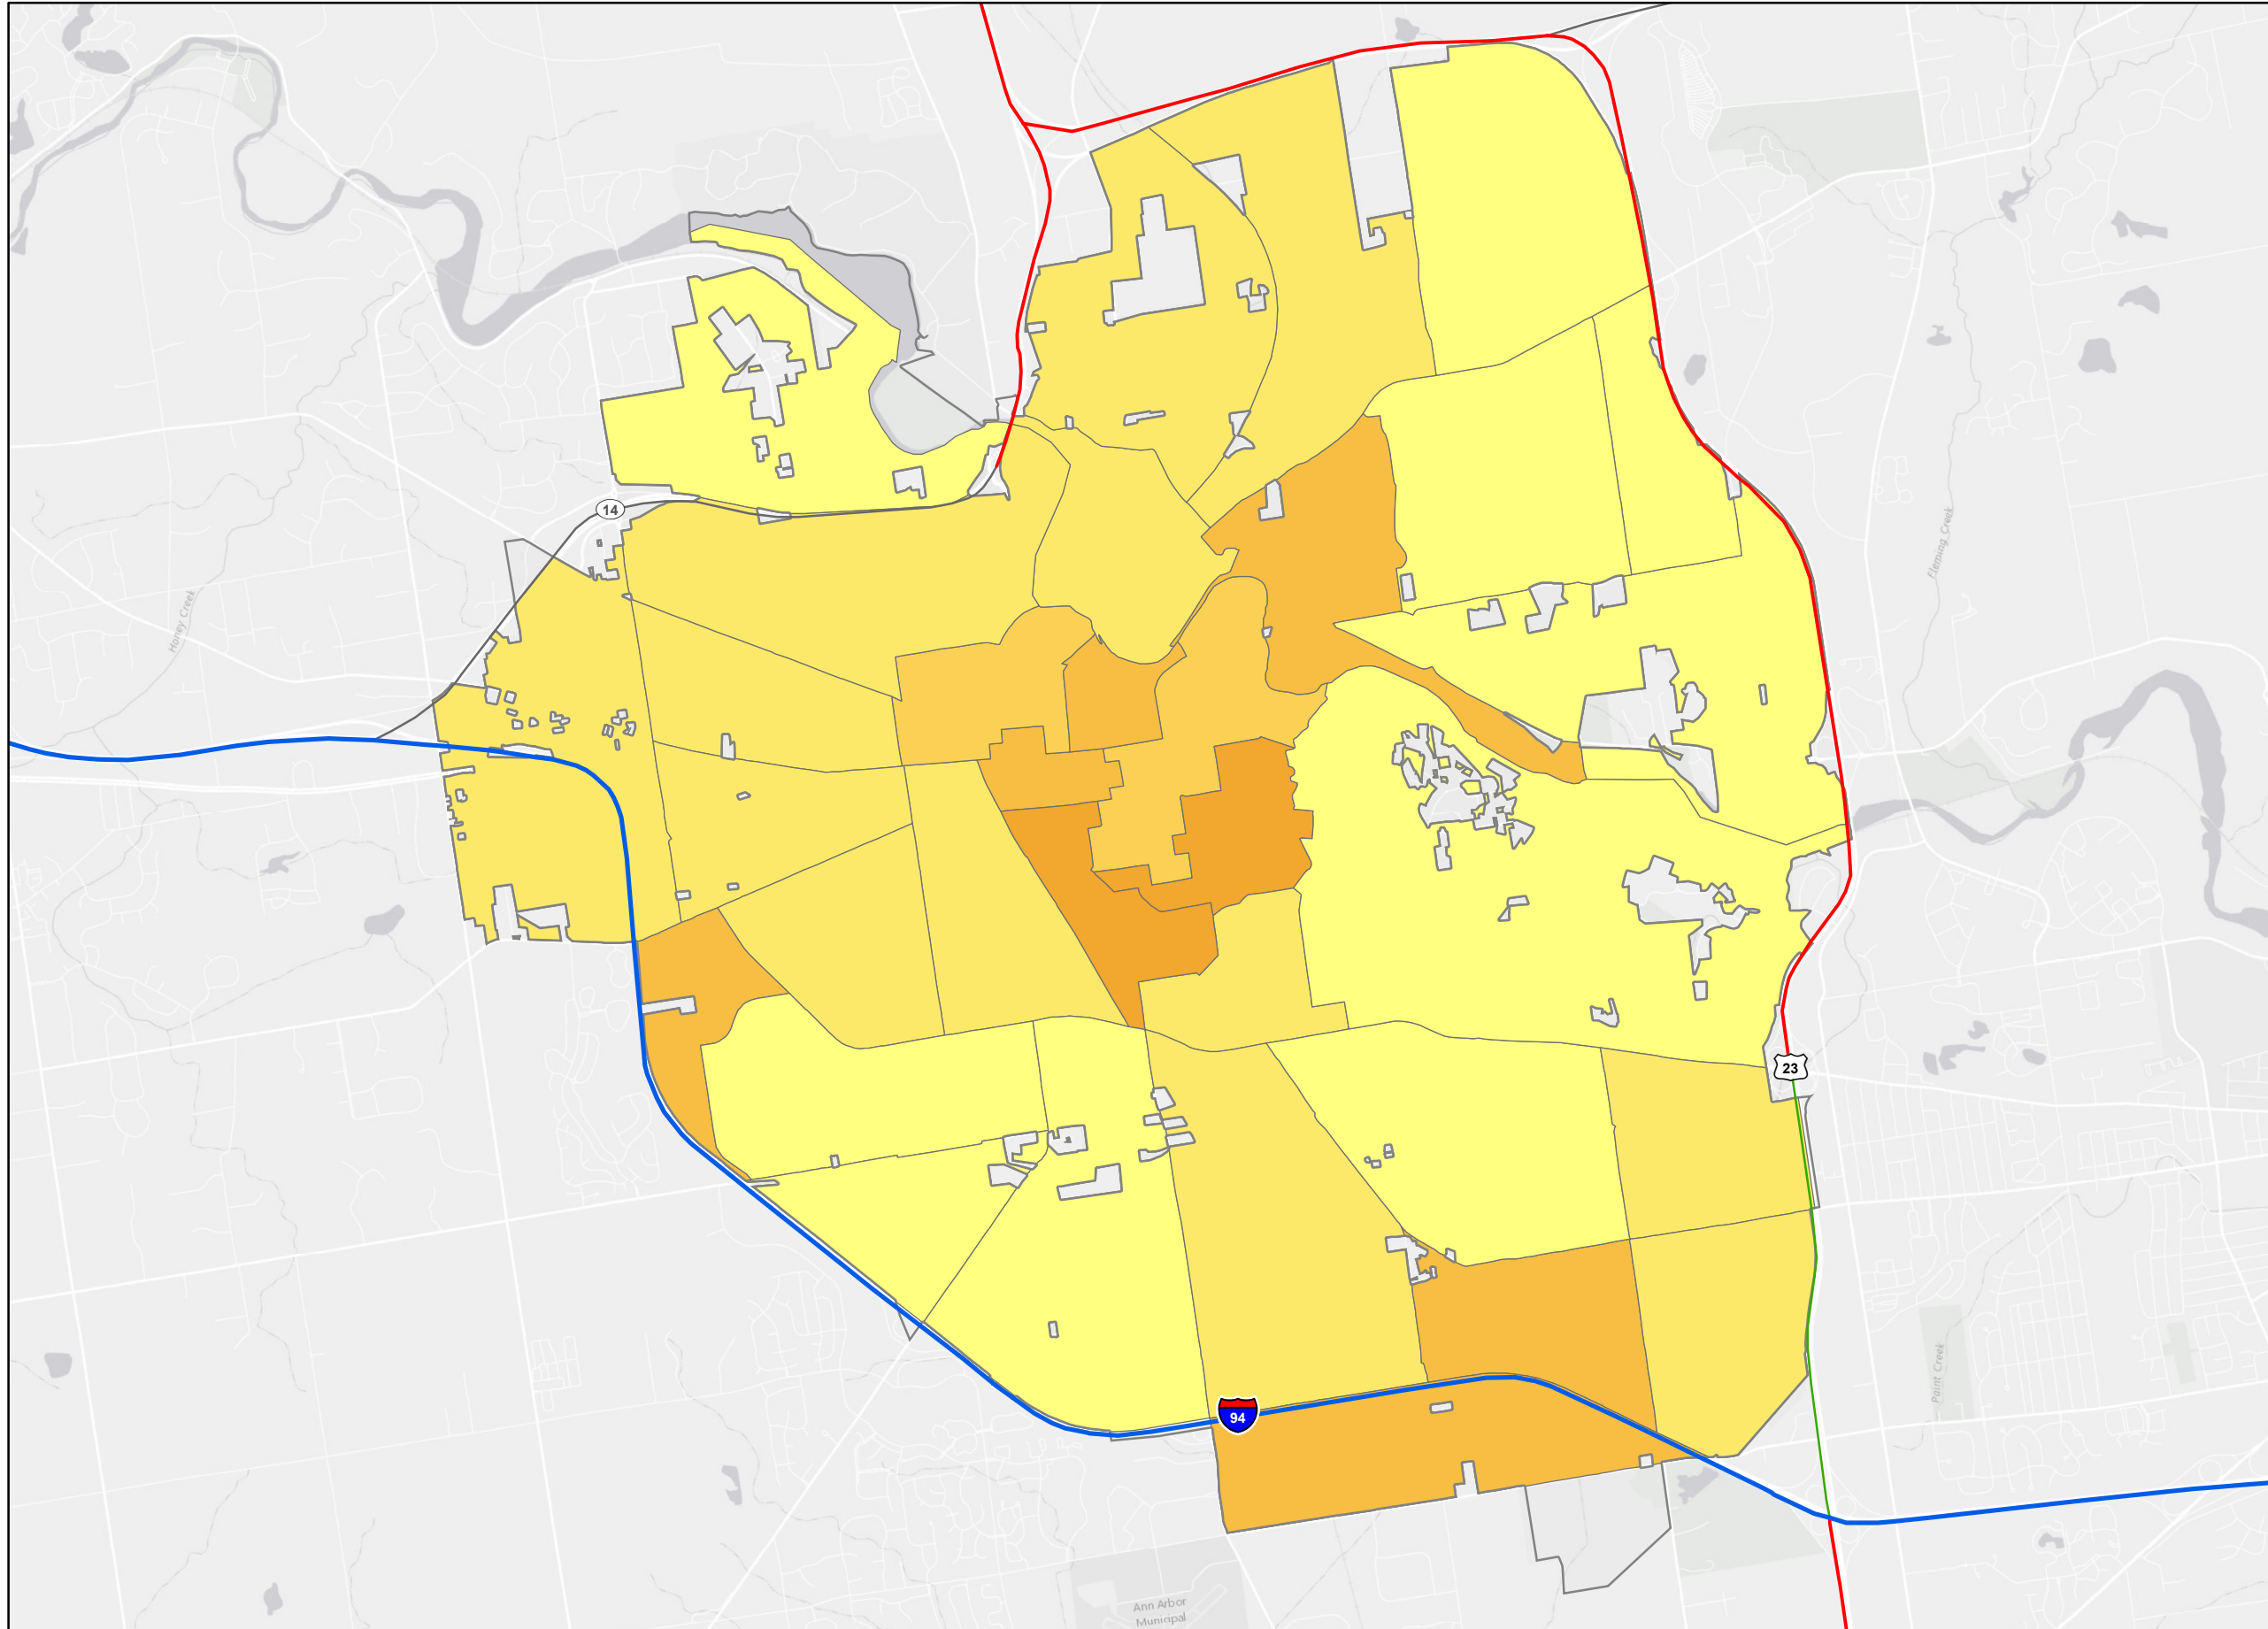 14
Honey Creek
Fleming Creek
23
94
Paint Creek
Ann Arbor
Municipal